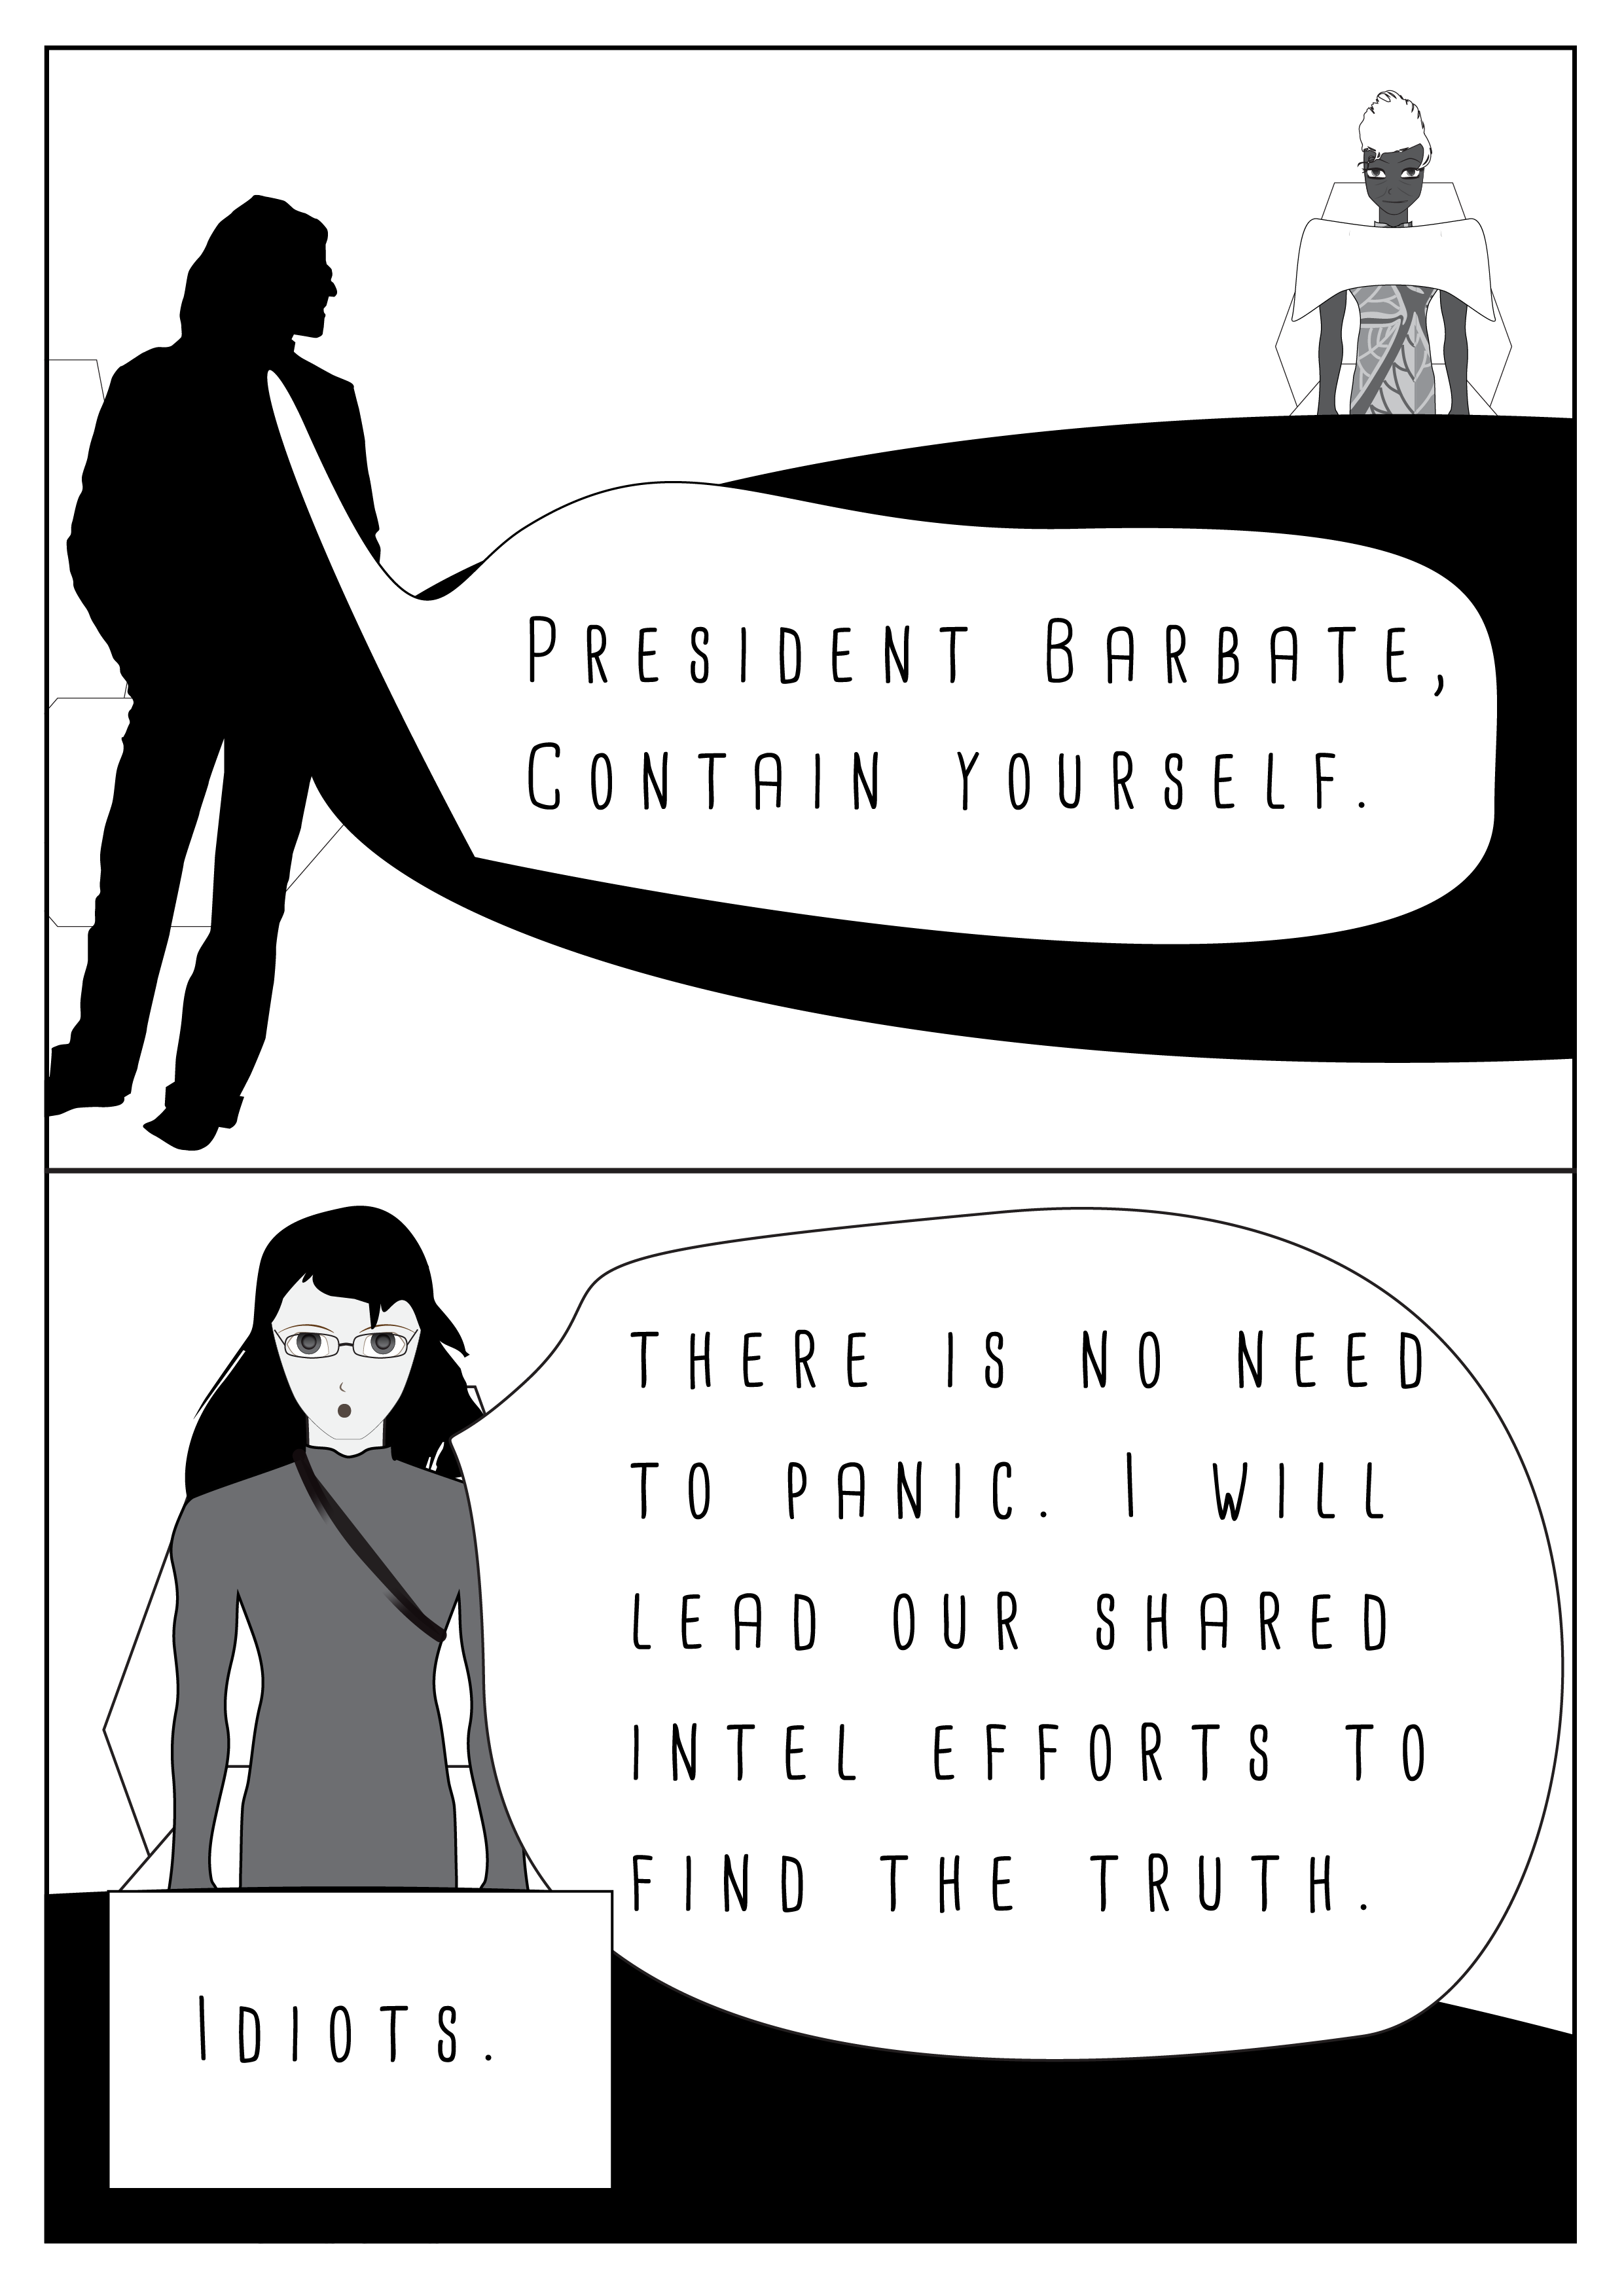 President Barbate,
Contain yourself.
There is no need
to panic. I will
lead our shared
intel efforts to
find the truth.
Idiots.